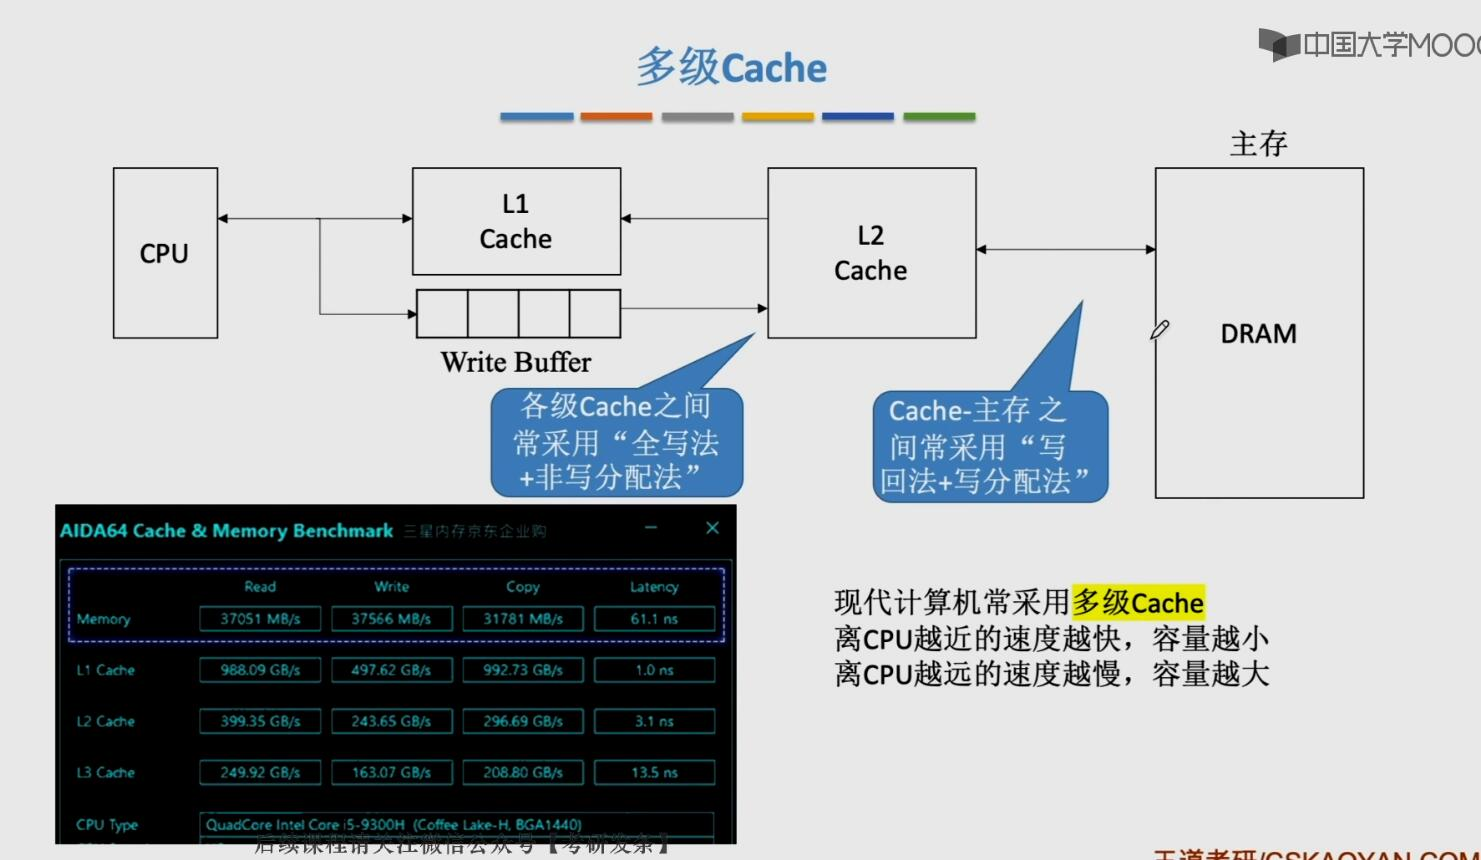 中国大学MOOC
多级Cache
主存
CPU
L1
Cache
L2
Cache
DRAM
Write Buffer
各级Cache之间
常采用“全写法
+非写分配法”
Cache-主存 之
间常采用“写
回法+写分配法”
AIDA64 Cache & Memory Benchmark 三星内存京东企业购
Read Write Copy Latency
Memory 37051 MB/s 37566 MB/s 31781 MB/s 61.1 ns
L1 Cache 988.09 GB/s 497.62 GB/s 992.73 GB/s 1.0 ns
L2 Cache 399.35 GB/s 243.65 GB/s 296.69 GB/s 3.1 ns
L3 Cache 249.92 GB/s 163.07 GB/s 208.80 GB/s 13.5 ns
CPU Type QuadCore Intel Core i5-9300H (Coffee Lake-H, BGA1440)
现代计算机常采用多级Cache
离CPU越近的速度越快，容量越小
离CPU越远的速度越慢，容量越大
后续课程请关注微信公众号【考研发条】
王道考研/CSKAOYAN.COM